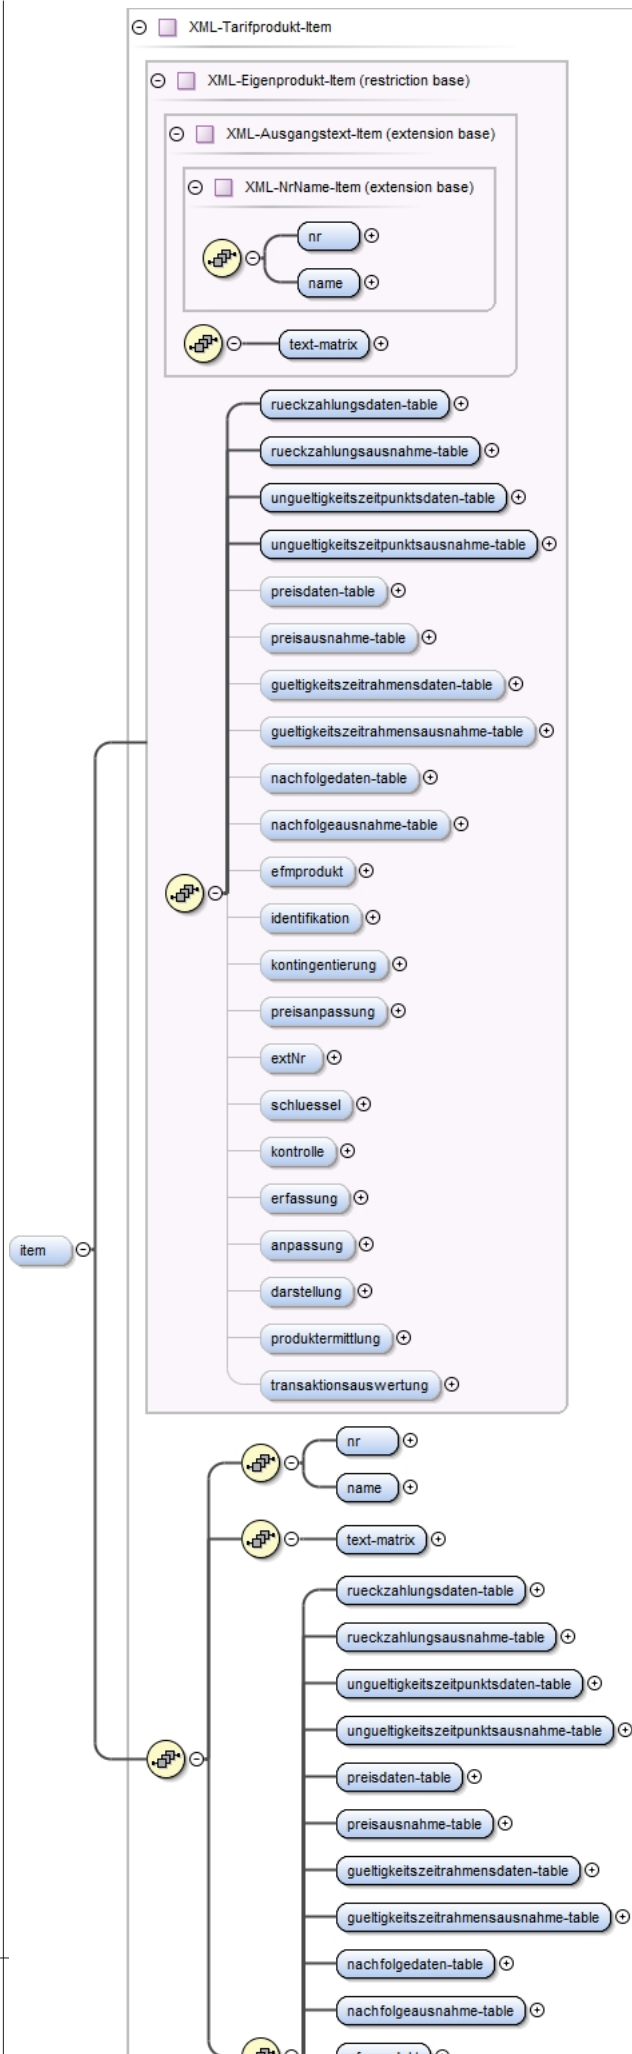 XML-Tarifprodukt-Item
XML-Eigenprodukt-Item (restriction base)
XML-Ausgangstext-Item (extension base)
XML-NrName-Item (extension base)
nr
name
text-matrix
rueckzahlungsdaten-table
rueckzahlungsausnahme-table
ungueltigkeitszeitpunktsdaten-table
ungueltigkeitszeitpunktsausnahme-table
preisdaten-table
preisausnahme-table
gueltigkeitszeitrahmensdaten-table
gueltigkeitszeitrahmensausnahme-table
nachfolgedaten-table
nachfolgeausnahme-table
efmprodukt
identifikation
kontingentierung
preisanpassung
extNr
schluessel
kontrolle
erfassung
item
anpassung
darstellung
produktermittlung
transaktionsauswertung
nr
name
text-matrix
rueckzahlungsdaten-table
rueckzahlungsausnahme-table
ungueltigkeitszeitpunktsdaten-table
ungueltigkeitszeitpunktsausnahme-table
preisdaten-table
preisausnahme-table
gueltigkeitszeitrahmensdaten-table
gueltigkeitszeitrahmensausnahme-table
nachfolgedaten-table
nachfolgeausnahme-table